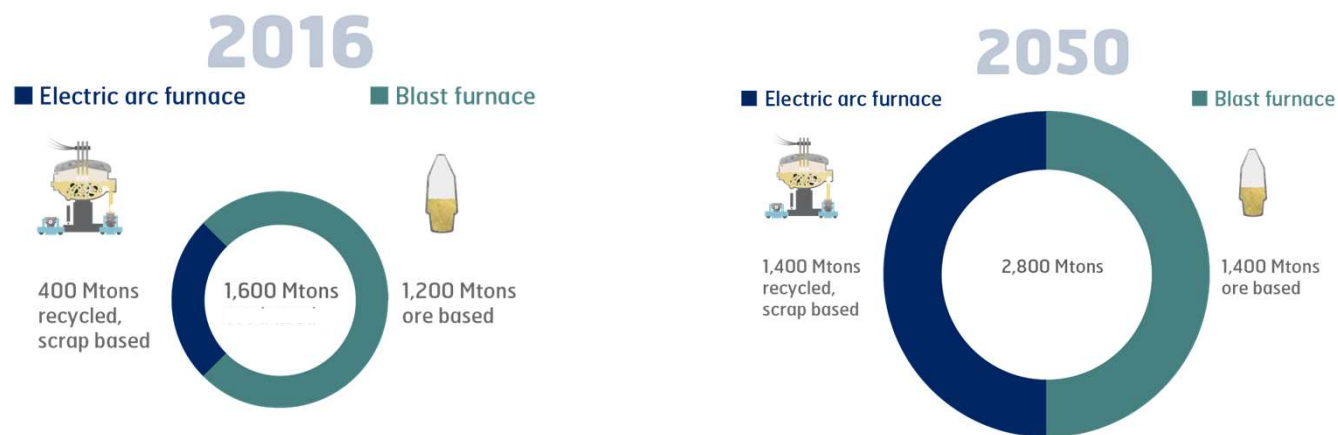 2016
Electric arc furnace
Blast furnace
400 Mtons
recycled,
scrap based
1,600 Mtons
1,200 Mtons
ore based
2050
Electric arc furnace
Blast furnace
1,400 Mtons
recycled,
scrap based
2,800 Mtons
1,400 Mtons
ore based